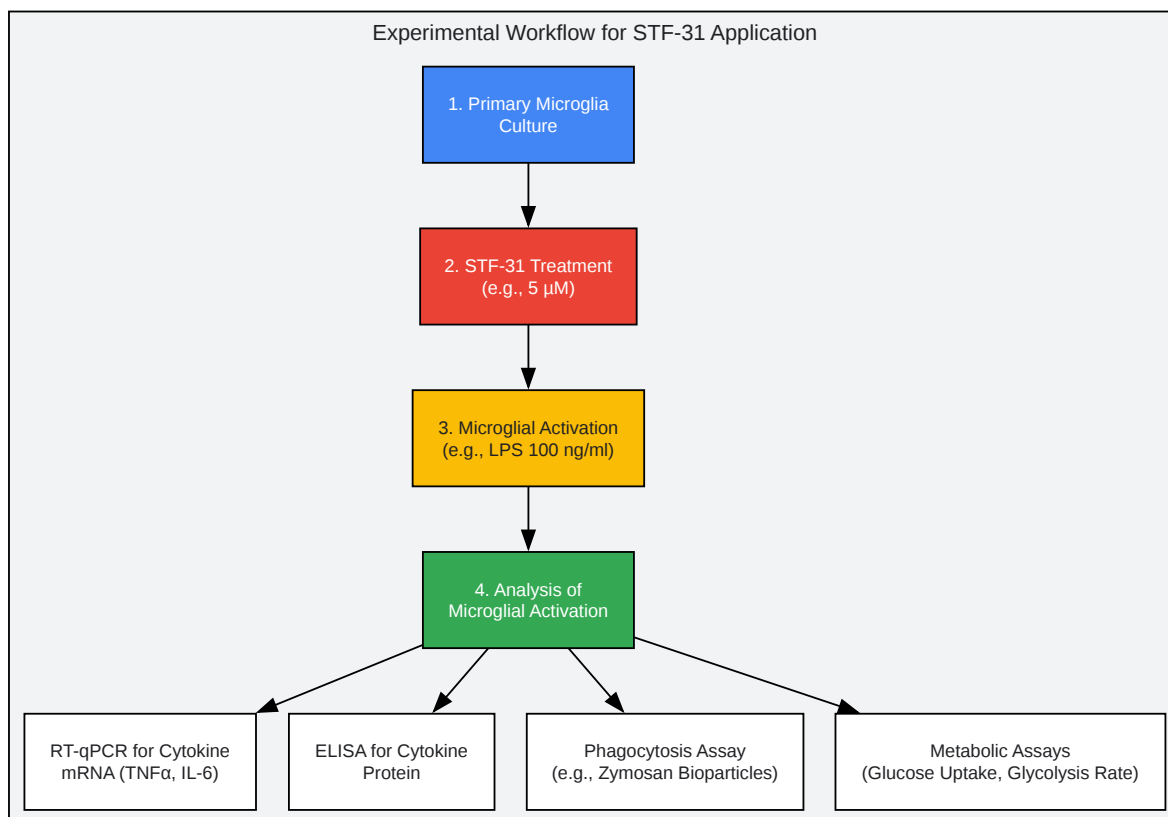 Experimental Workflow for STF-31 Application
1. Primary Microglia
Culture
2. STF-31 Treatment
(e.g., 5 µM)
3. Microglial Activation
(e.g., LPS 100 ng/ml)
4. Analysis of
Microglial Activation
RT-qPCR for Cytokine
mRNA (TNFα, IL-6)
ELISA for Cytokine
Protein
Phagocytosis Assay
(e.g., Zymosan Bioparticles)
Metabolic Assays
(Glucose Uptake, Glycolysis Rate)